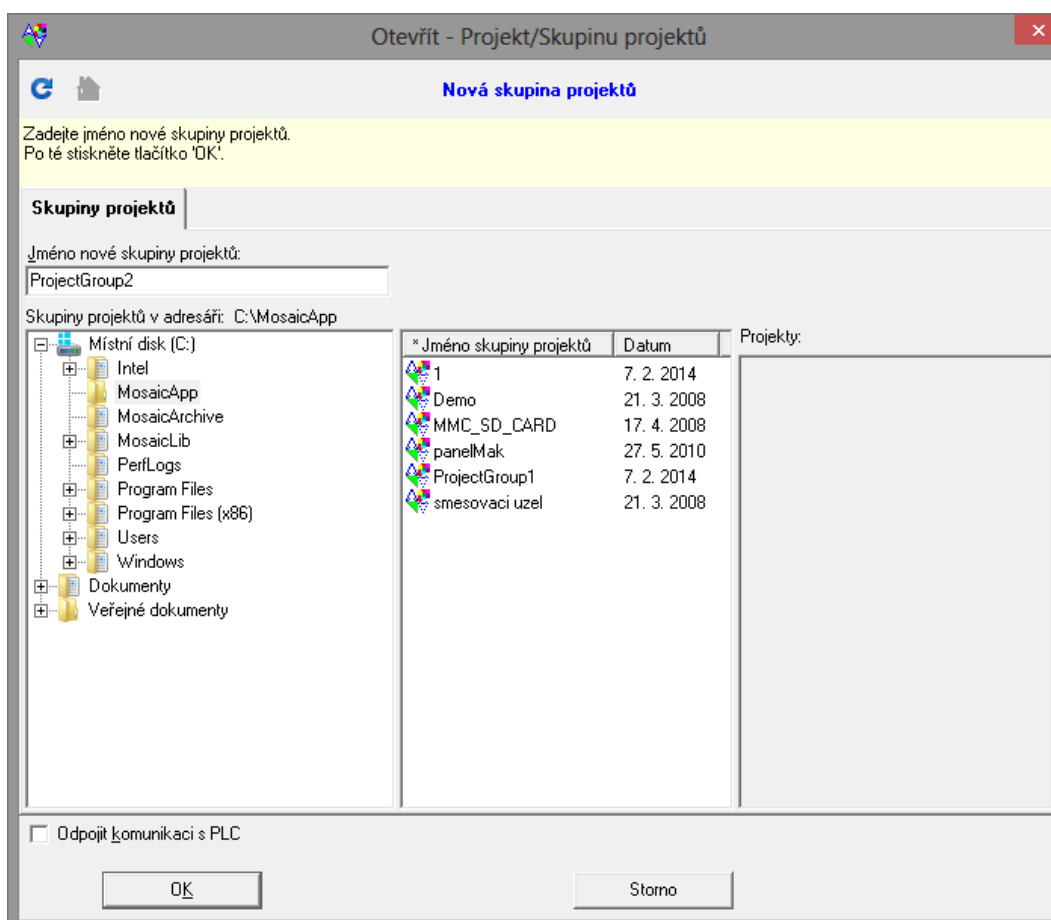 Otevřít - Projekt/Skupinu projektů
Nová skupina projektů
Zadejte jméno nové skupiny projektů.
Po té stiskněte tlačítko 'OK'.
Skupiny projektů
Jméno nové skupiny projektů:
ProjectGroup2
Skupiny projektů v adresáři: C:\MosaicApp
Místní disk (C:)
Intel
MosaicApp
MosaicArchive
MosaicLib
PerfLogs
Program Files
Program Files (x86)
Users
Windows
Dokumenty
Veřejné dokumenty
* Jméno skupiny projektů Datum
1 7. 2. 2014
Demo 21. 3. 2008
MMC_SD_CARD 17. 4. 2008
panelMak 27. 5. 2010
ProjectGroup1 7. 2. 2014
smesovaci uzel 21. 3. 2008
Projekty:
Odpojit komunikaci s PLC
OK
Storno